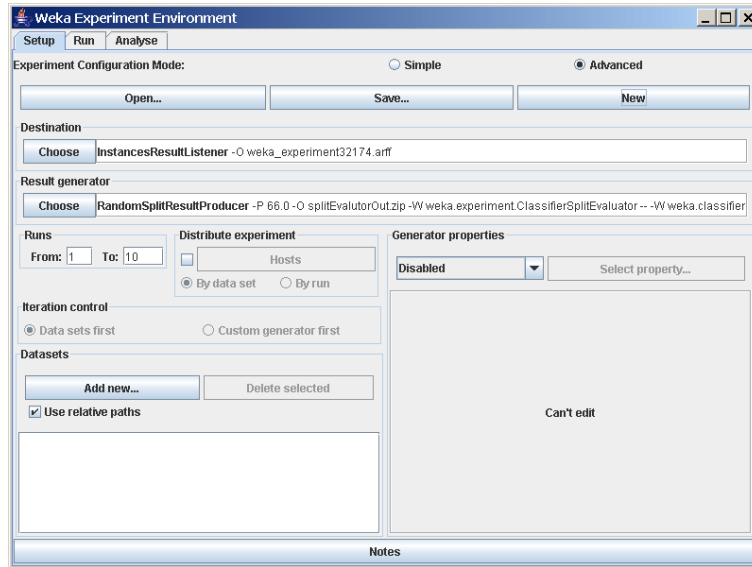 Weka Experiment Environment
Setup Run Analyse
Experiment Configuration Mode: Simple Advanced
Open... Save... New
Destination
Choose InstancesResultListener -O weka_experiment32174.arff
Result generator
Choose RandomSplitResultProducer -P 66.0 -O splitEvalutorOut.zip -W weka.experiment.ClassifierSplitEvaluator -- -W weka.classifier
Runs
From: 1 To: 10
Distribute experiment
Hosts
By data set By run
Generator properties
Disabled Select property...
Can't edit
Iteration control
Data sets first Custom generator first
Datasets
Add new... Delete selected
Use relative paths
Notes